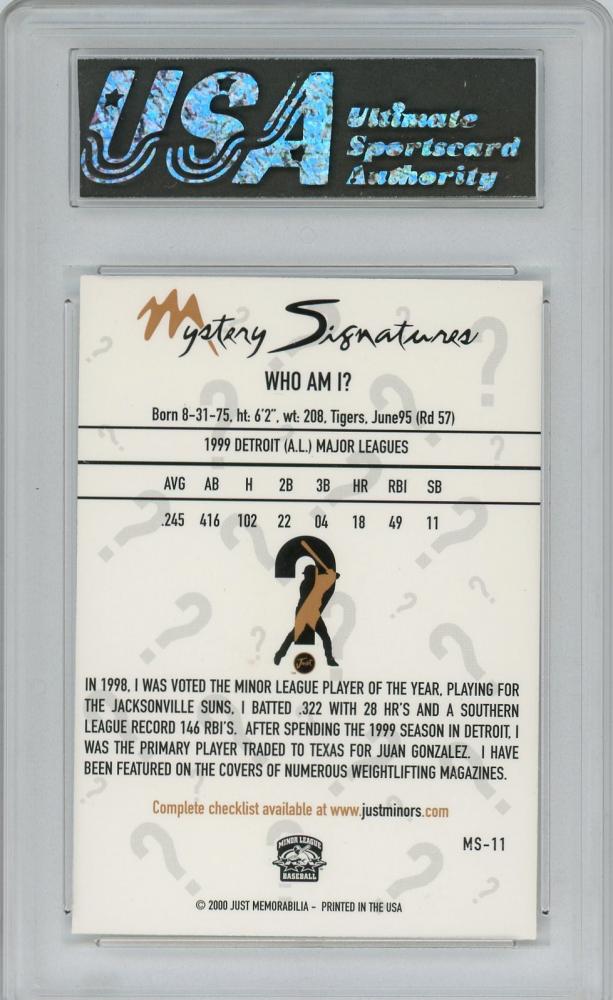 USA
Ultimate
Sportscard
Authority
Mystery Signatures
WHO AM I?
Born 8-31-75, ht: 6'2", wt: 208, Tigers, June95 (Rd 57)
1999 DETROIT (A.L.) MAJOR LEAGUES
AVG AB H 2B 3B HR RBI SB
.245 416 102 22 04 18 49 11
?
Just
IN 1998, I WAS VOTED THE MINOR LEAGUE PLAYER OF THE YEAR, PLAYING FOR
THE JACKSONVILLE SUNS, I BATTED .322 WITH 28 HR'S AND A SOUTHERN
LEAGUE RECORD 146 RBI'S. AFTER SPENDING THE 1999 SEASON IN DETROIT, I
WAS THE PRIMARY PLAYER TRADED TO TEXAS FOR JUAN GONZALEZ. I HAVE
BEEN FEATURED ON THE COVERS OF NUMEROUS WEIGHTLIFTING MAGAZINES.
Complete checklist available at www.justminors.com
MS-11
MINOR LEAGUE
BASEBALL
© 2000 JUST MEMORABILIA - PRINTED IN THE USA